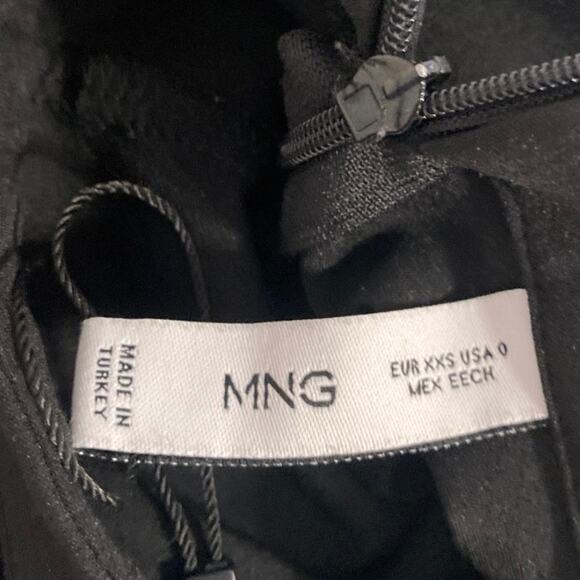 MADE IN
TURKEY
MNG
EUR XXS USA 0
MEX EECH